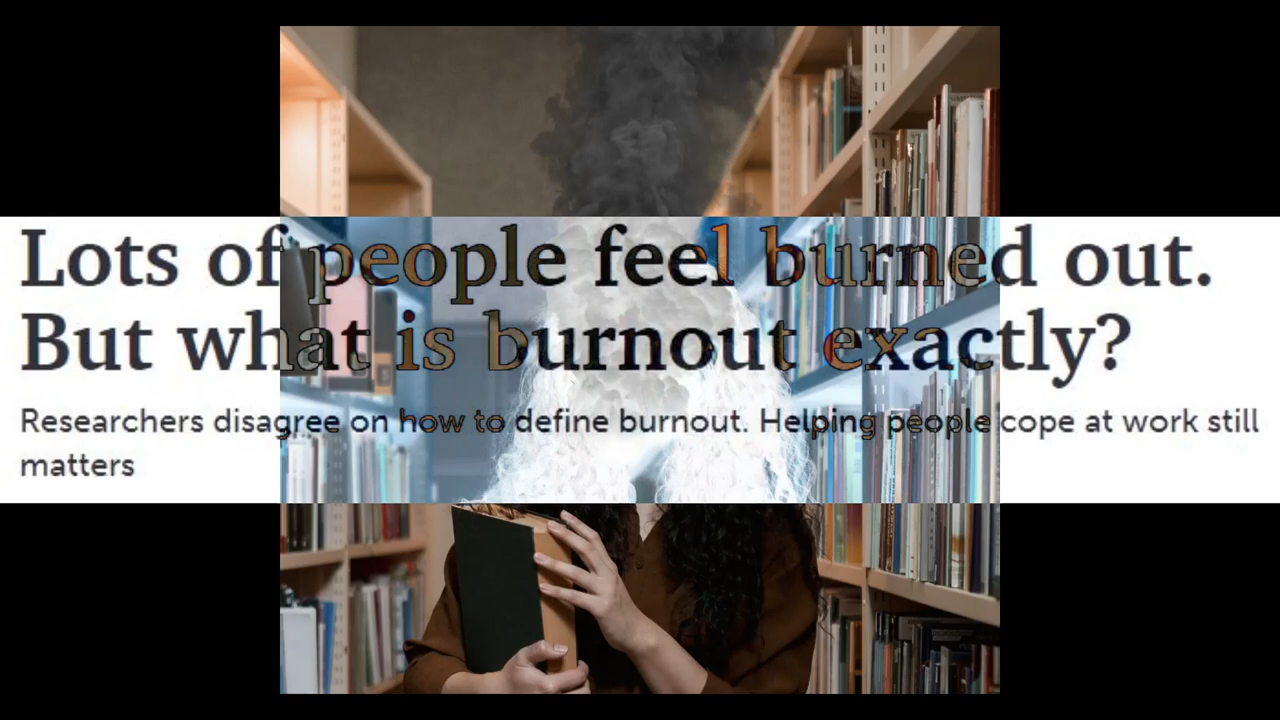 Lots of people feel burned out.
But what is burnout exactly?
Researchers disagree on how to define burnout. Helping people cope at work still
matters